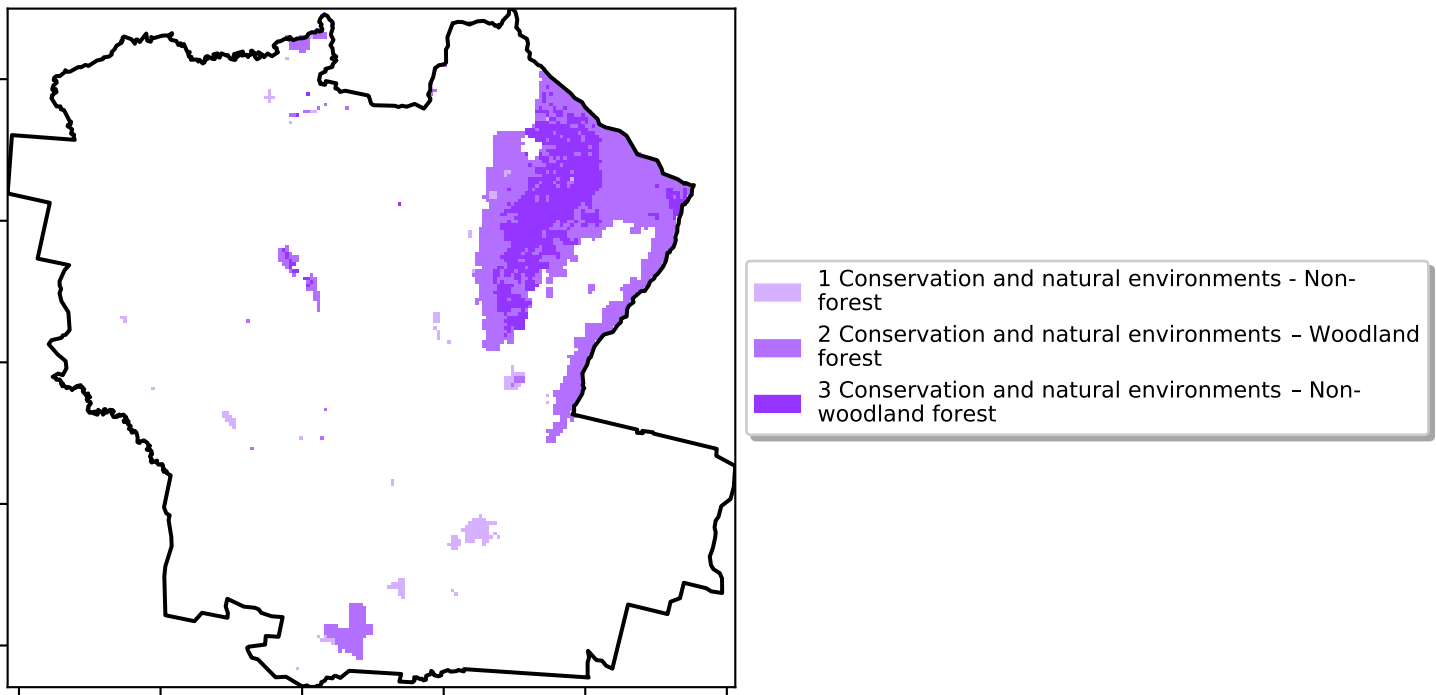 1 Conservation and natural environments - Non-
forest
2 Conservation and natural environments – Woodland
forest
3 Conservation and natural environments – Non-
woodland forest